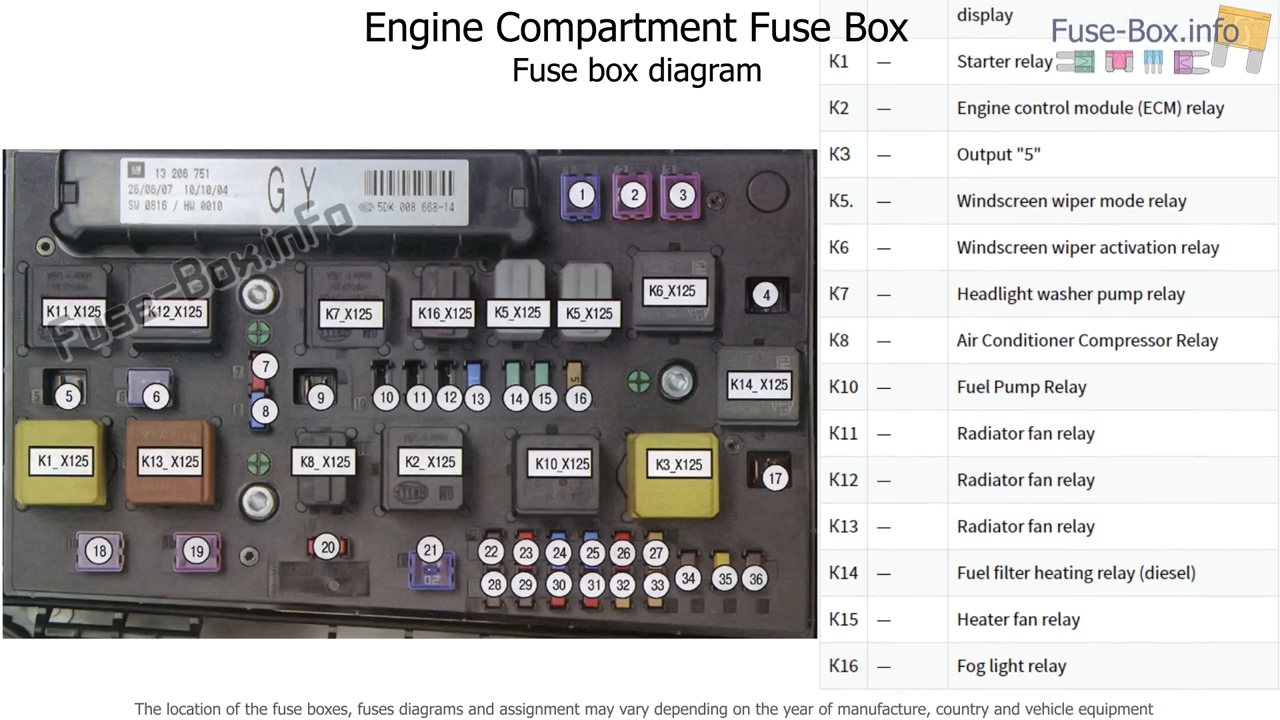 Engine Compartment Fuse Box
Fuse box diagram
display
Fuse-Box.info
K1 — Starter relay
K2 — Engine control module (ECM) relay
K3 — Output "5"
K5. — Windscreen wiper mode relay
K6 — Windscreen wiper activation relay
K7 — Headlight washer pump relay
K8 — Air Conditioner Compressor Relay
K10 — Fuel Pump Relay
K11 — Radiator fan relay
K12 — Radiator fan relay
K13 — Radiator fan relay
K14 — Fuel filter heating relay (diesel)
K15 — Heater fan relay
K16 — Fog light relay
GM 13 206 751
26/06/07 10/10/04
SW 0816 / HW 0010
GY
5DK 008 668-14
Fuse-Box.info
1 2 3
K11_X125 K12_X125 K7_X125 K16_X125 K5_X125 K5_X125 K6_X125 4
7
5 6 8 9 10 11 12 13 14 15 16 K14_X125
K1_X125 K13_X125 K8_X125 K2_X125 K10_X125 K3_X125 17
18 19 20 21
22 23 24 25 26 27
28 29 30 31 32 33 34 35 36
The location of the fuse boxes, fuses diagrams and assignment may vary depending on the year of manufacture, country and vehicle equipment